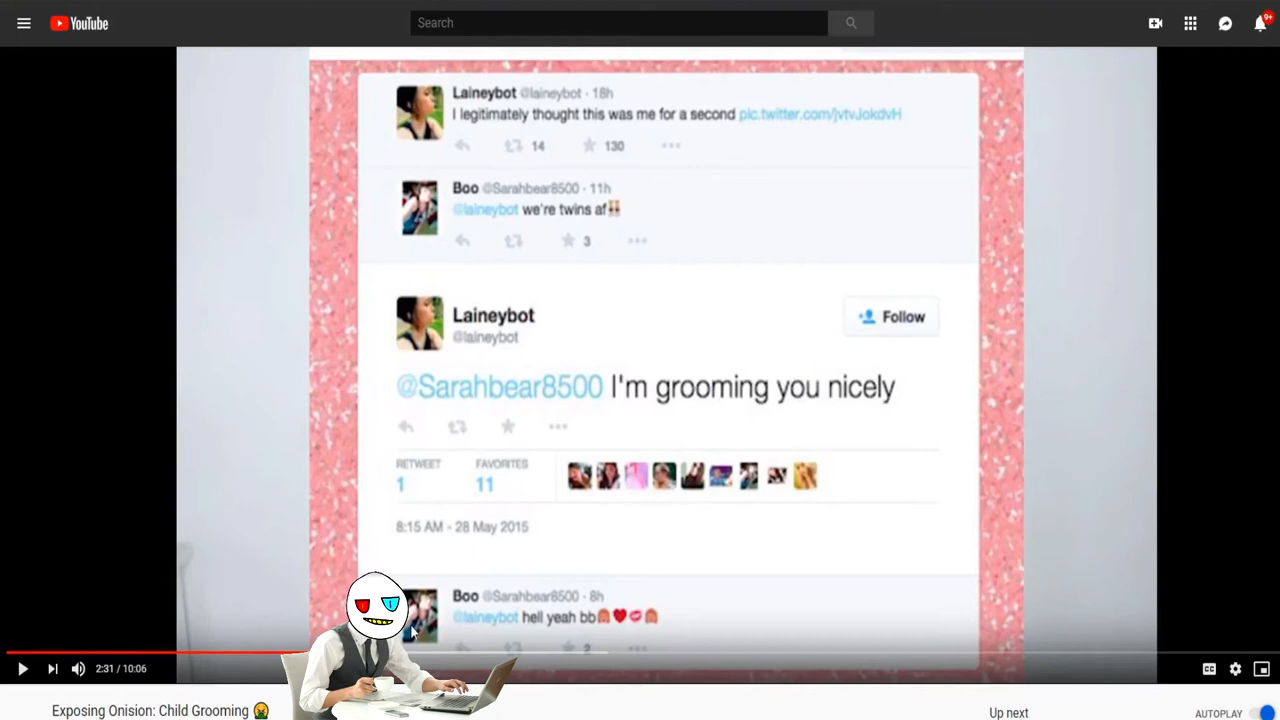 YouTube
Search
9+
Laineybot @laineybot · 18h
I legitimately thought this was me for a second pic.twitter.com/jvtvJokdvH
14 130
Boo @Sarahbear8500 · 11h
@laineybot we're twins af👯
3
Laineybot
@laineybot
Follow
@Sarahbear8500 I'm grooming you nicely
RETWEET FAVORITES
1 11
8:15 AM - 28 May 2015
Boo @Sarahbear8500 · 8h
@laineybot hell yeah bb🙈❤️💋🙈
2
2:31 / 10:06
CC
Exposing Onision: Child Grooming 🤮
Up next
AUTOPLAY